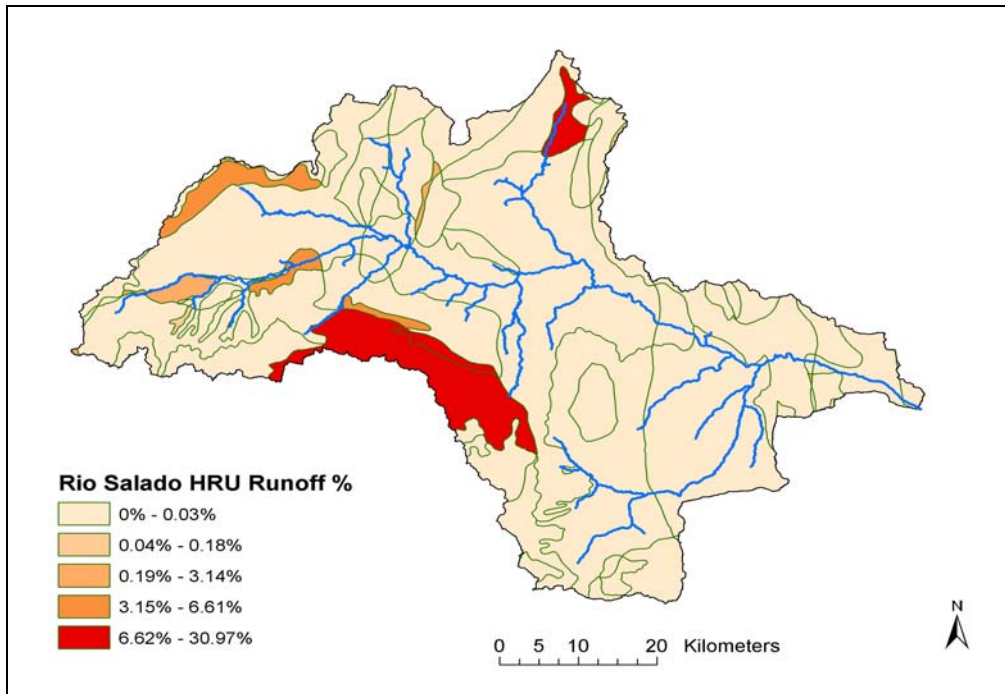 Rio Salado HRU Runoff %
0% - 0.03%
0.04% - 0.18%
0.19% - 3.14%
3.15% - 6.61%
6.62% - 30.97%
N
0 5 10 20 Kilometers